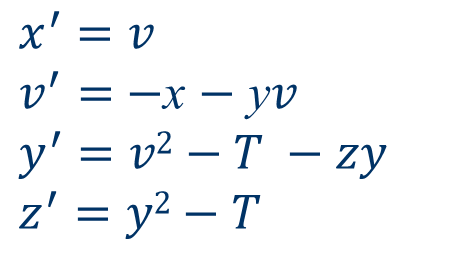 x′ = v
v′ = −x − yv
y′ = v² − T − zy
z′ = y² − T